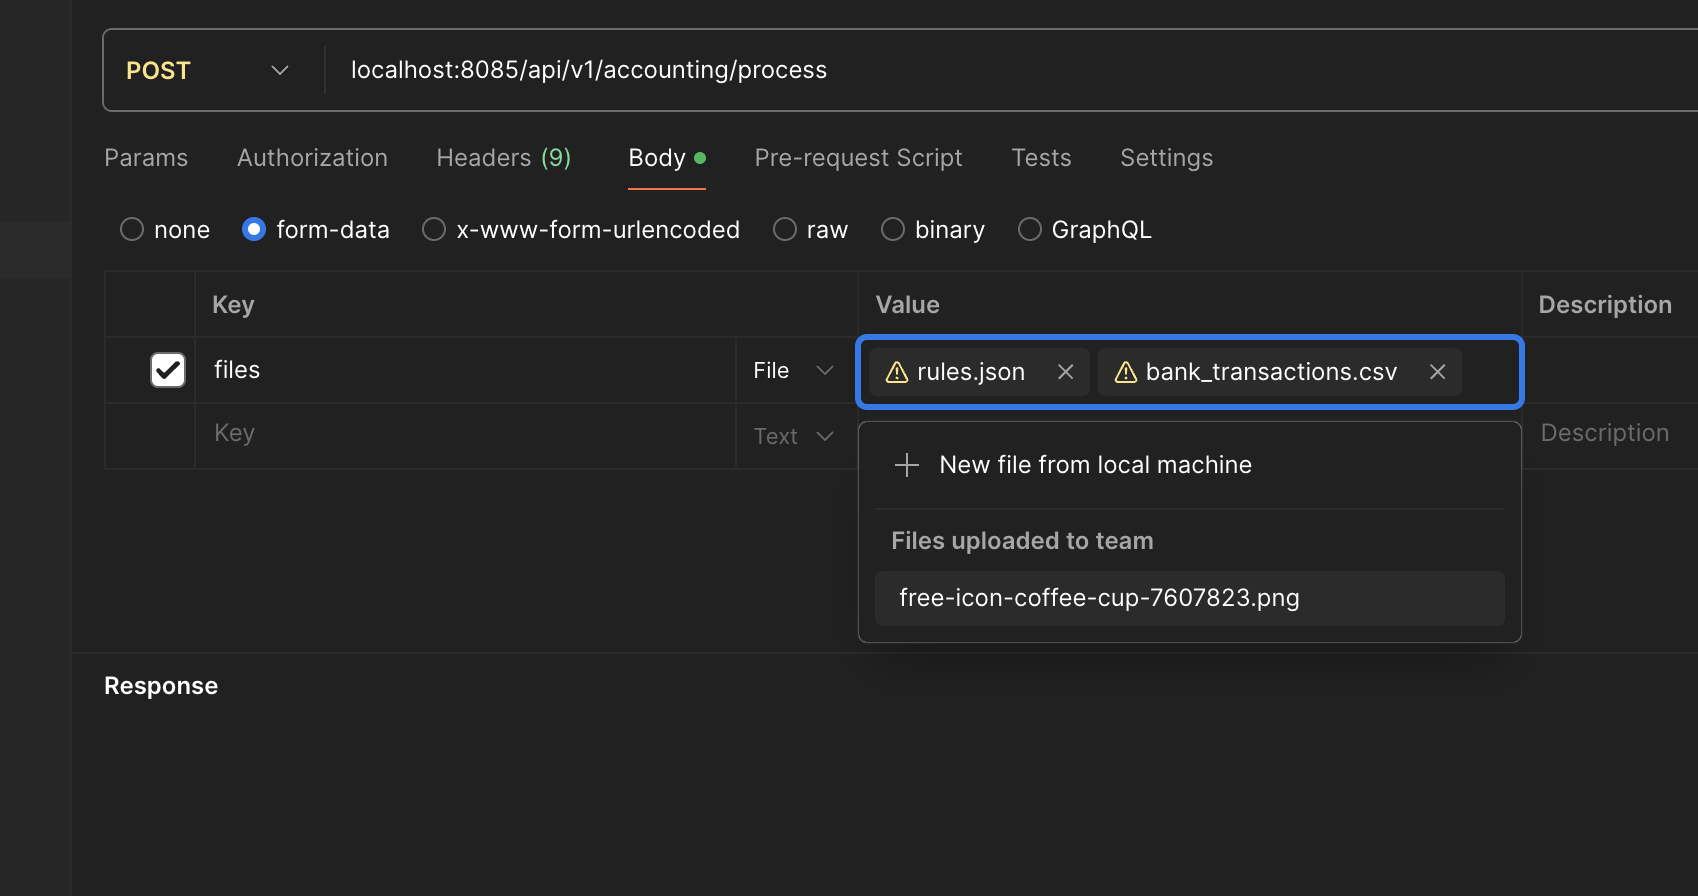 POST localhost:8085/api/v1/accounting/process
Params Authorization Headers (9) Body Pre-request Script Tests Settings
none form-data x-www-form-urlencoded raw binary GraphQL
Key Value Description
files File rules.json bank_transactions.csv
Key Text Description
New file from local machine
Files uploaded to team
free-icon-coffee-cup-7607823.png
Response